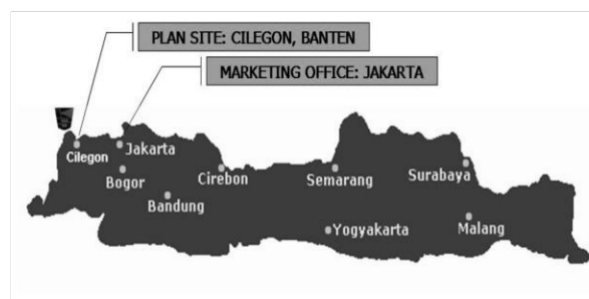 PLAN SITE: CILEGON, BANTEN
MARKETING OFFICE: JAKARTA
Cilegon
Jakarta
Bogor
Bandung
Cirebon
Semarang
Yogyakarta
Surabaya
Malang